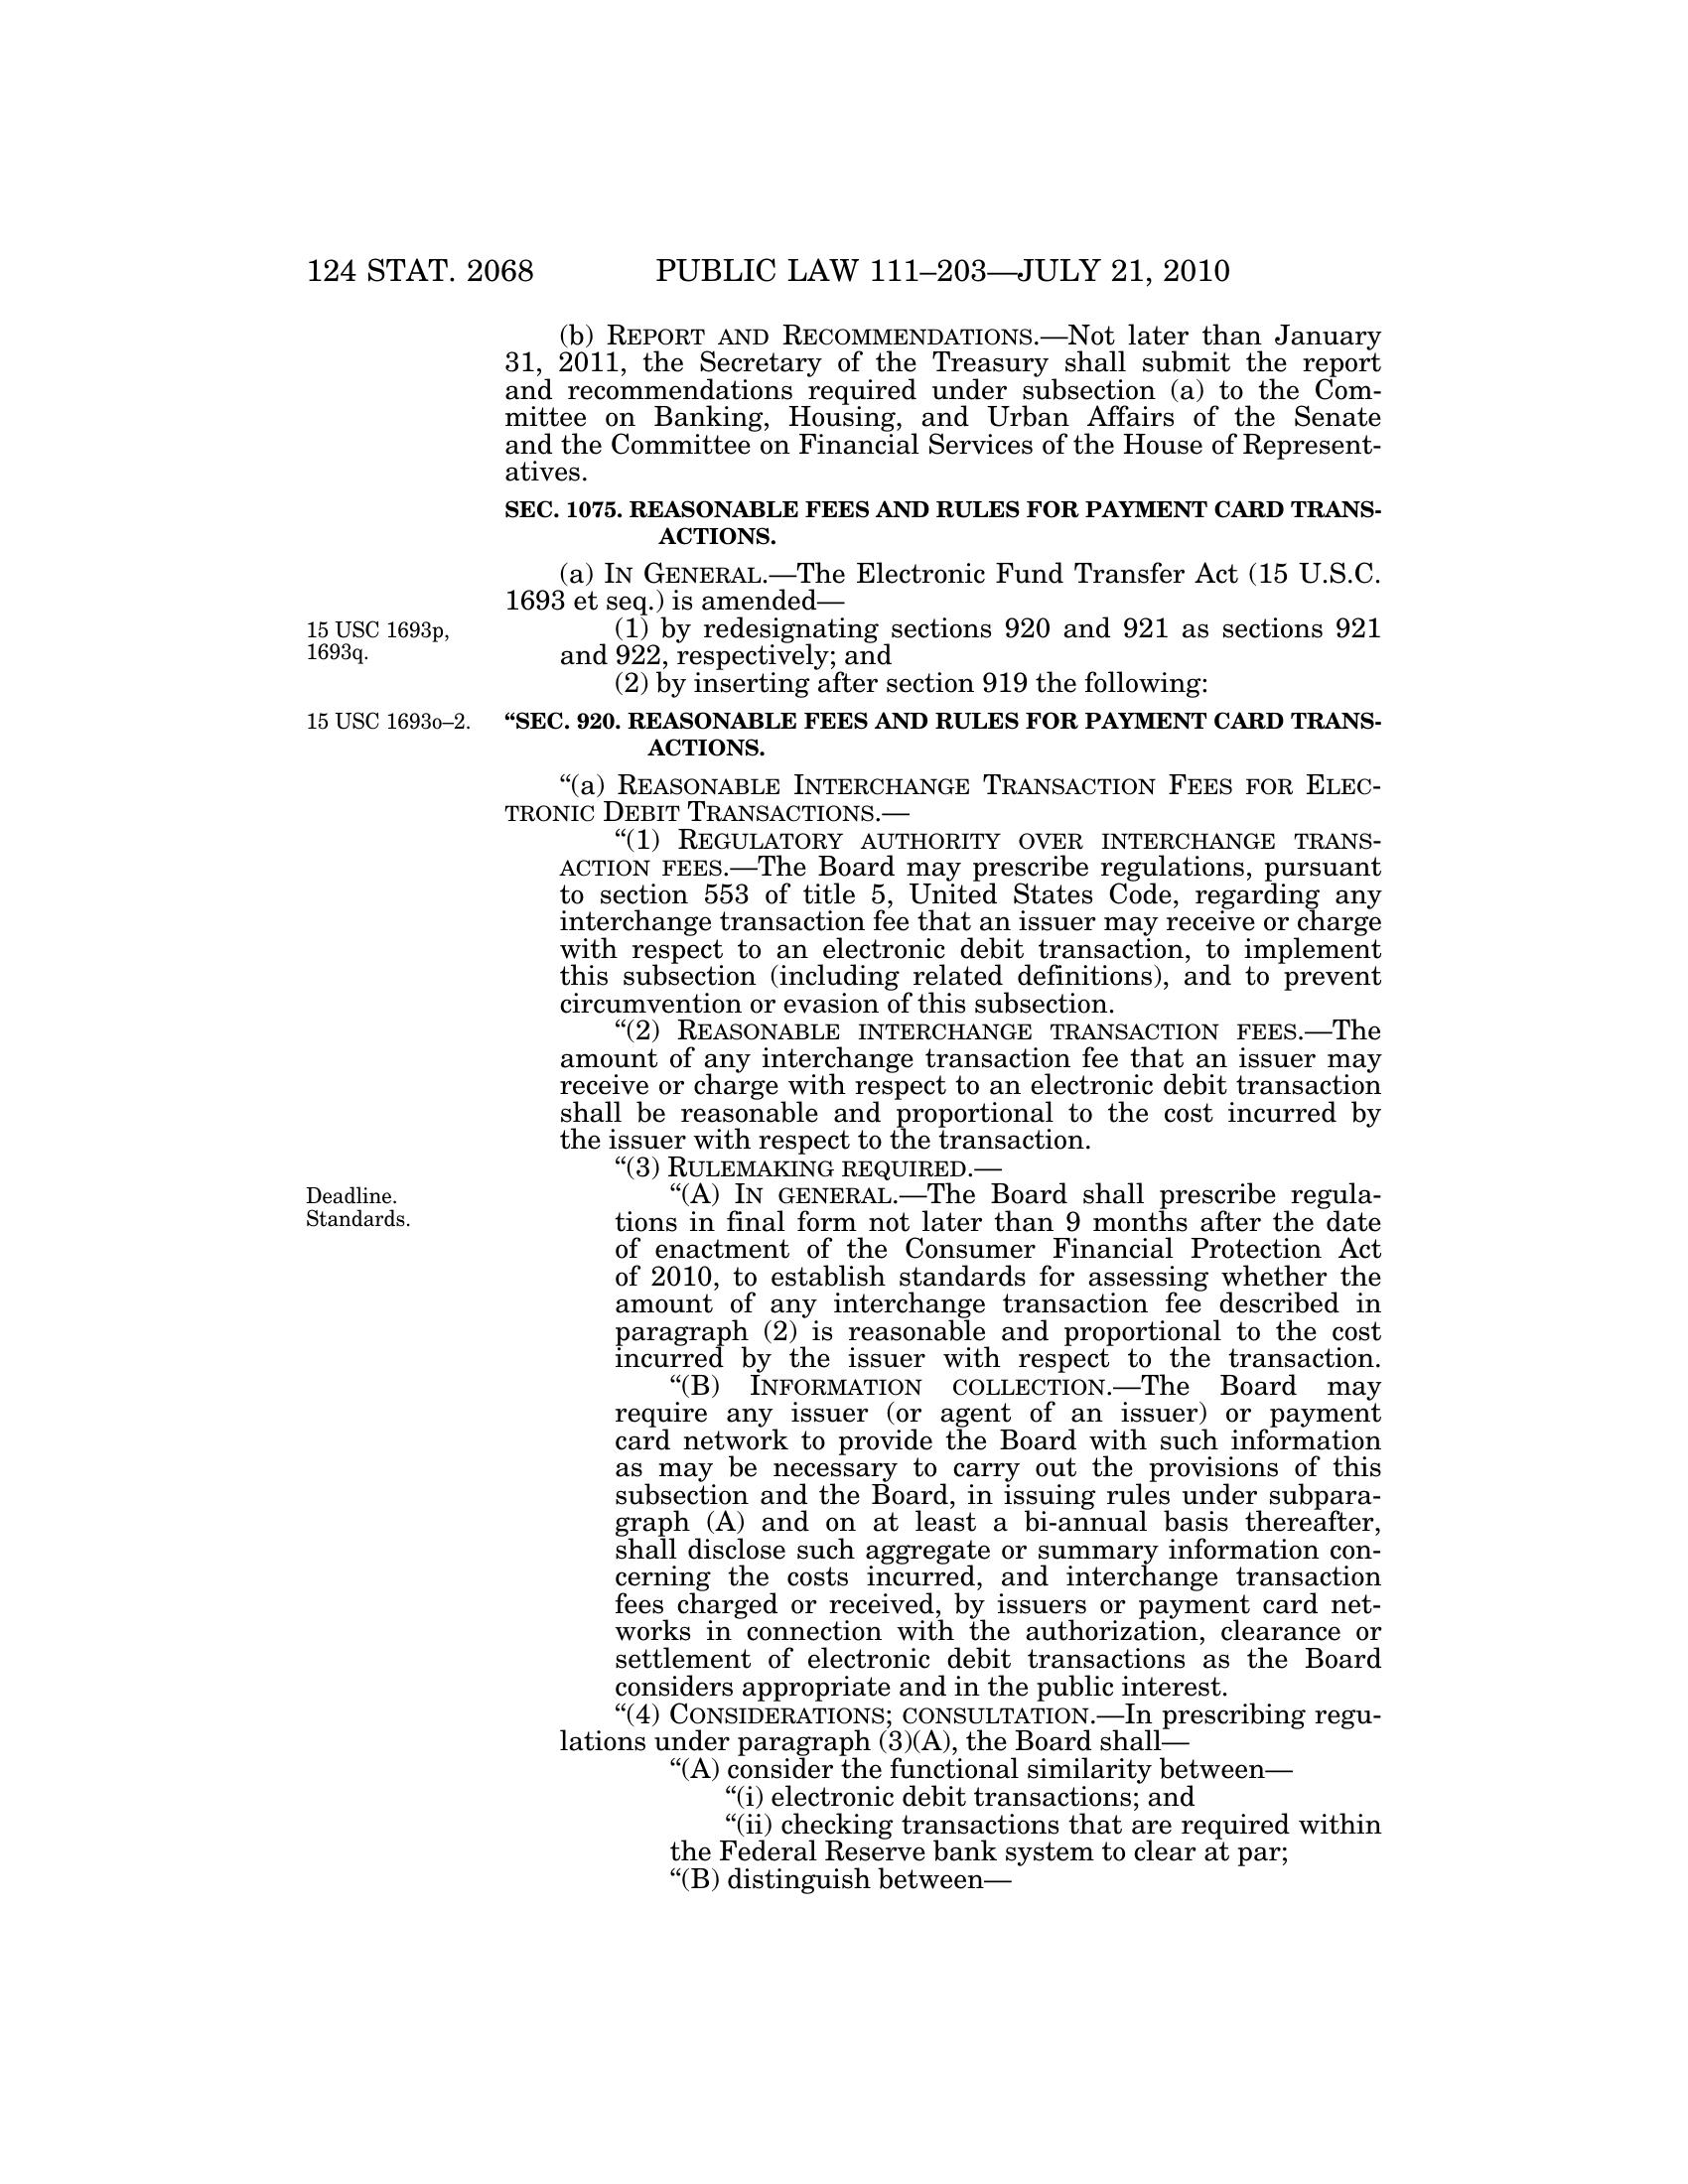 124 STAT. 2068 PUBLIC LAW 111–203—JULY 21, 2010
(b) REPORT AND RECOMMENDATIONS.—Not later than January
31, 2011, the Secretary of the Treasury shall submit the report
and recommendations required under subsection (a) to the Com-
mittee on Banking, Housing, and Urban Affairs of the Senate
and the Committee on Financial Services of the House of Represent-
atives.
SEC. 1075. REASONABLE FEES AND RULES FOR PAYMENT CARD TRANS-
ACTIONS.
(a) IN GENERAL.—The Electronic Fund Transfer Act (15 U.S.C.
1693 et seq.) is amended—
15 USC 1693p,
1693q.
(1) by redesignating sections 920 and 921 as sections 921
and 922, respectively; and
(2) by inserting after section 919 the following:
15 USC 1693o–2.
“SEC. 920. REASONABLE FEES AND RULES FOR PAYMENT CARD TRANS-
ACTIONS.
“(a) REASONABLE INTERCHANGE TRANSACTION FEES FOR ELEC-
TRONIC DEBIT TRANSACTIONS.—
“(1) REGULATORY AUTHORITY OVER INTERCHANGE TRANS-
ACTION FEES.—The Board may prescribe regulations, pursuant
to section 553 of title 5, United States Code, regarding any
interchange transaction fee that an issuer may receive or charge
with respect to an electronic debit transaction, to implement
this subsection (including related definitions), and to prevent
circumvention or evasion of this subsection.
“(2) REASONABLE INTERCHANGE TRANSACTION FEES.—The
amount of any interchange transaction fee that an issuer may
receive or charge with respect to an electronic debit transaction
shall be reasonable and proportional to the cost incurred by
the issuer with respect to the transaction.
“(3) RULEMAKING REQUIRED.—
Deadline.
Standards.
“(A) IN GENERAL.—The Board shall prescribe regula-
tions in final form not later than 9 months after the date
of enactment of the Consumer Financial Protection Act
of 2010, to establish standards for assessing whether the
amount of any interchange transaction fee described in
paragraph (2) is reasonable and proportional to the cost
incurred by the issuer with respect to the transaction.
“(B) INFORMATION COLLECTION.—The Board may
require any issuer (or agent of an issuer) or payment
card network to provide the Board with such information
as may be necessary to carry out the provisions of this
subsection and the Board, in issuing rules under subpara-
graph (A) and on at least a bi-annual basis thereafter,
shall disclose such aggregate or summary information con-
cerning the costs incurred, and interchange transaction
fees charged or received, by issuers or payment card net-
works in connection with the authorization, clearance or
settlement of electronic debit transactions as the Board
considers appropriate and in the public interest.
“(4) CONSIDERATIONS; CONSULTATION.—In prescribing regu-
lations under paragraph (3)(A), the Board shall—
“(A) consider the functional similarity between—
“(i) electronic debit transactions; and
“(ii) checking transactions that are required within
the Federal Reserve bank system to clear at par;
“(B) distinguish between—